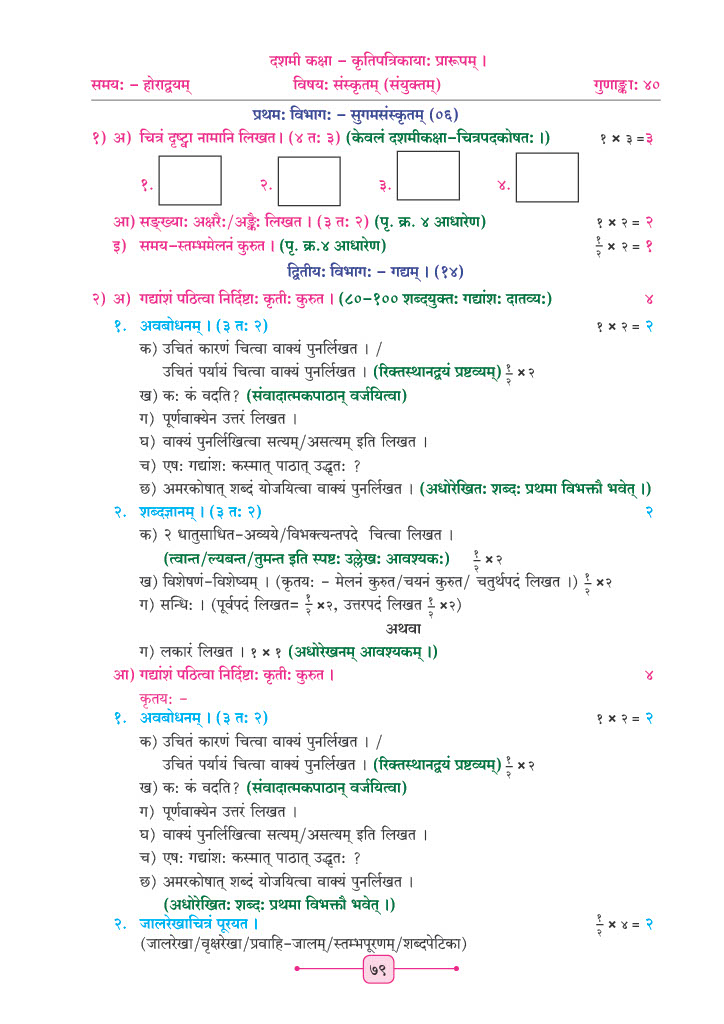 दशमी कक्षा – कृतिपत्रिकाया: प्रारूपम् ।
समय: – होराद्वयम् विषय: संस्कृतम् (संयुक्तम्) गुणाङ्का: ४०
प्रथम: विभाग: – सुगमसंस्कृतम् (०६)
१) अ) चित्रं दृष्ट्वा नामानि लिखत। (४ त: ३) (केवलं दशमीकक्षा–चित्रपदकोषत: ।) १ × ३ =३
१. २. ३. ४.
आ) सङ्ख्या: अक्षरै:/अङ्कै: लिखत । (३ त: २) (पृ. क्र. ४ आधारेण) १ × २ = २
इ) समय–स्तम्भमेलनं कुरुत । (पृ. क्र.४ आधारेण) १/२ × २ = १
द्वितीय: विभाग: – गद्यम् । (१४)
२) अ) गद्यांशं पठित्वा निर्दिष्टा: कृती: कुरुत । (८०–१०० शब्दयुक्त: गद्यांश: दातव्य:) ४
१. अवबोधनम् । (३ त: २) १ × २ = २
क) उचितं कारणं चित्वा वाक्यं पुनर्लिखत । /
उचितं पर्यायं चित्वा वाक्यं पुनर्लिखत । (रिक्तस्थानद्वयं प्रष्टव्यम्) १/२ ×२
ख) क: कं वदति? (संवादात्मकपाठान् वर्जयित्वा)
ग) पूर्णवाक्येन उत्तरं लिखत ।
घ) वाक्यं पुनर्लिखित्वा सत्यम्/असत्यम् इति लिखत ।
च) एष: गद्यांश: कस्मात् पाठात् उद्धृत: ?
छ) अमरकोषात् शब्दं योजयित्वा वाक्यं पुनर्लिखत । (अधोरेखित: शब्द: प्रथमा विभक्तौ भवेत् ।)
२. शब्दज्ञानम् । (३ त: २) २
क) २ धातुसाधित–अव्यये/विभक्त्यन्तपदे चित्वा लिखत ।
(त्वान्त/ल्यबन्त/तुमन्त इति स्पष्ट: उल्लेख: आवश्यक:) १/२ ×२
ख) विशेषणं–विशेष्यम् । (कृतय: – मेलनं कुरुत/चयनं कुरुत/ चतुर्थपदं लिखत ।) १/२ ×२
ग) सन्धि: । (पूर्वपदं लिखत= १/२ ×२, उत्तरपदं लिखत १/२ ×२)
अथवा
ग) लकारं लिखत । १ × १ (अधोरेखनम् आवश्यकम् ।)
आ) गद्यांशं पठित्वा निर्दिष्टा: कृती: कुरुत । ४
कृतय: –
१. अवबोधनम् । (३ त: २) १ × २ = २
क) उचितं कारणं चित्वा वाक्यं पुनर्लिखत । /
उचितं पर्यायं चित्वा वाक्यं पुनर्लिखत । (रिक्तस्थानद्वयं प्रष्टव्यम्) १/२ ×२
ख) क: कं वदति? (संवादात्मकपाठान् वर्जयित्वा)
ग) पूर्णवाक्येन उत्तरं लिखत ।
घ) वाक्यं पुनर्लिखित्वा सत्यम्/असत्यम् इति लिखत ।
च) एष: गद्यांश: कस्मात् पाठात् उद्धृत: ?
छ) अमरकोषात् शब्दं योजयित्वा वाक्यं पुनर्लिखत ।
(अधोरेखित: शब्द: प्रथमा विभक्तौ भवेत् ।)
२. जालरेखाचित्रं पूरयत । १/२ × ४ = २
(जालरेखा/वृक्षरेखा/प्रवाहि–जालम्/स्तम्भपूरणम्/शब्दपेटिका)
७९